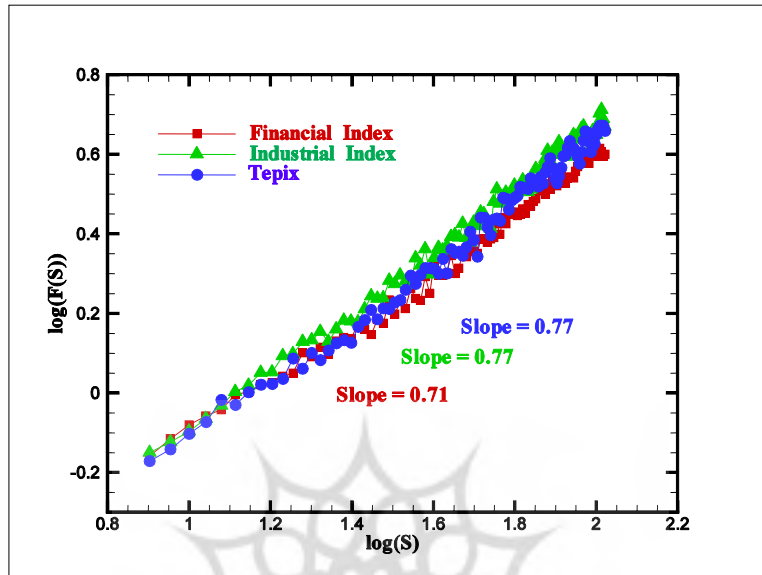 0.8
0.6
0.4
0.2
0
-0.2
log(F(S))
Financial Index
Industrial Index
Tepix
Slope = 0.77
Slope = 0.77
Slope = 0.71
0.8 1 1.2 1.4 1.6 1.8 2 2.2
log(S)